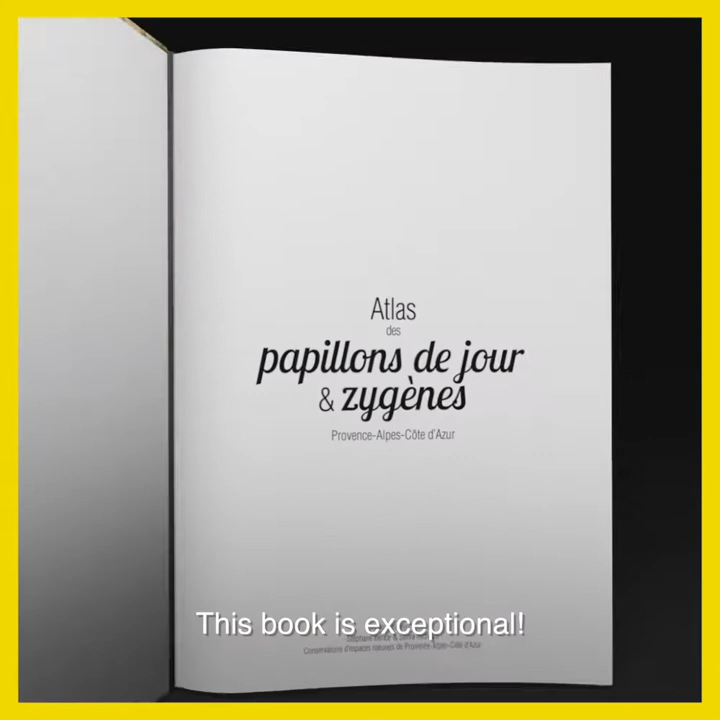 Atlas
des
papillons de jour
& zygènes
Provence-Alpes-Côte d'Azur
This book is exceptional!
Conservatoire d'espaces naturels de Provence-Alpes-Côte d'Azur